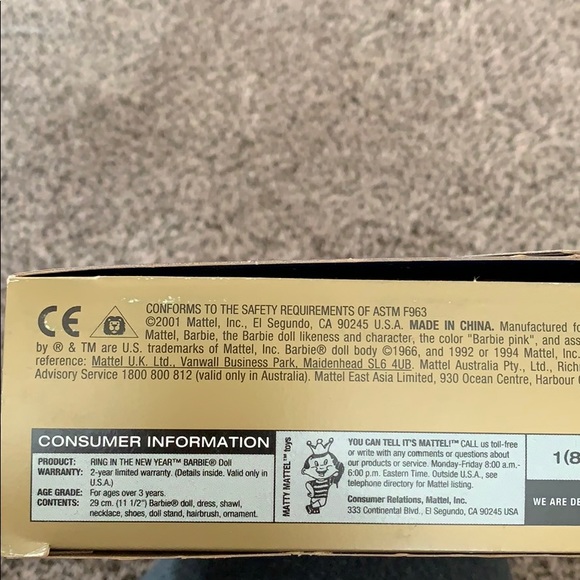 CE
CONFORMS TO THE SAFETY REQUIREMENTS OF ASTM F963
©2001 Mattel, Inc., El Segundo, CA 90245 U.S.A. MADE IN CHINA. Manufactured fo
Mattel, Barbie, the Barbie doll likeness and character, the color "Barbie pink", and ass
by ® & TM are U.S. trademarks of Mattel, Inc. Barbie® doll body ©1966, and 1992 or 1994 Mattel, Inc.
reference: Mattel U.K. Ltd., Vanwall Business Park, Maidenhead SL6 4UB. Mattel Australia Pty., Ltd., Rich
Advisory Service 1800 800 812 (valid only in Australia). Mattel East Asia Limited, 930 Ocean Centre, Harbour
CONSUMER INFORMATION
PRODUCT: RING IN THE NEW YEAR™ BARBIE® Doll
WARRANTY: 2-year limited warranty. (Details inside. Valid only in
U.S.A.)
AGE GRADE: For ages over 3 years.
CONTENTS: 29 cm. (11 1/2") Barbie® doll, dress, shawl,
necklace, shoes, doll stand, hairbrush, ornament.
MATTY MATTEL™ toys
YOU CAN TELL IT'S MATTEL!™ CALL us toll-free
or write with any comments or questions about
our products or service. Monday-Friday 8:00 a.m.-
6:00 p.m. Eastern Time. Outside U.S.A., see
telephone directory for Mattel listing.
Consumer Relations, Mattel, Inc.
333 Continental Blvd., El Segundo, CA 90245 USA
1(8
WE ARE DE